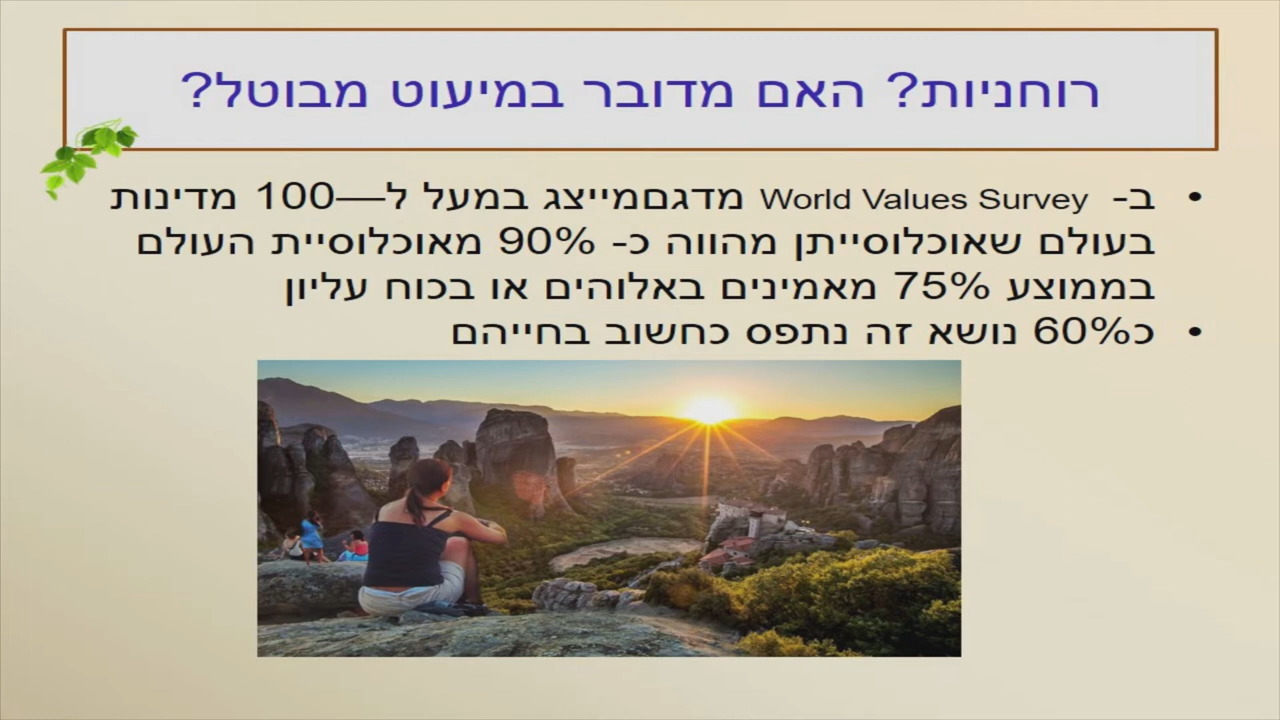 רוחניות? האם מדובר במיעוט מבוטל?
• ב- World Values Survey מדגםמייצג במעל ל—100 מדינות
בעולם שאוכלוסייתן מהווה כ- 90% מאוכלוסיית העולם
בממוצע 75% מאמינים באלוהים או בכוח עליון
• כ60% נושא זה נתפס כחשוב בחייהם